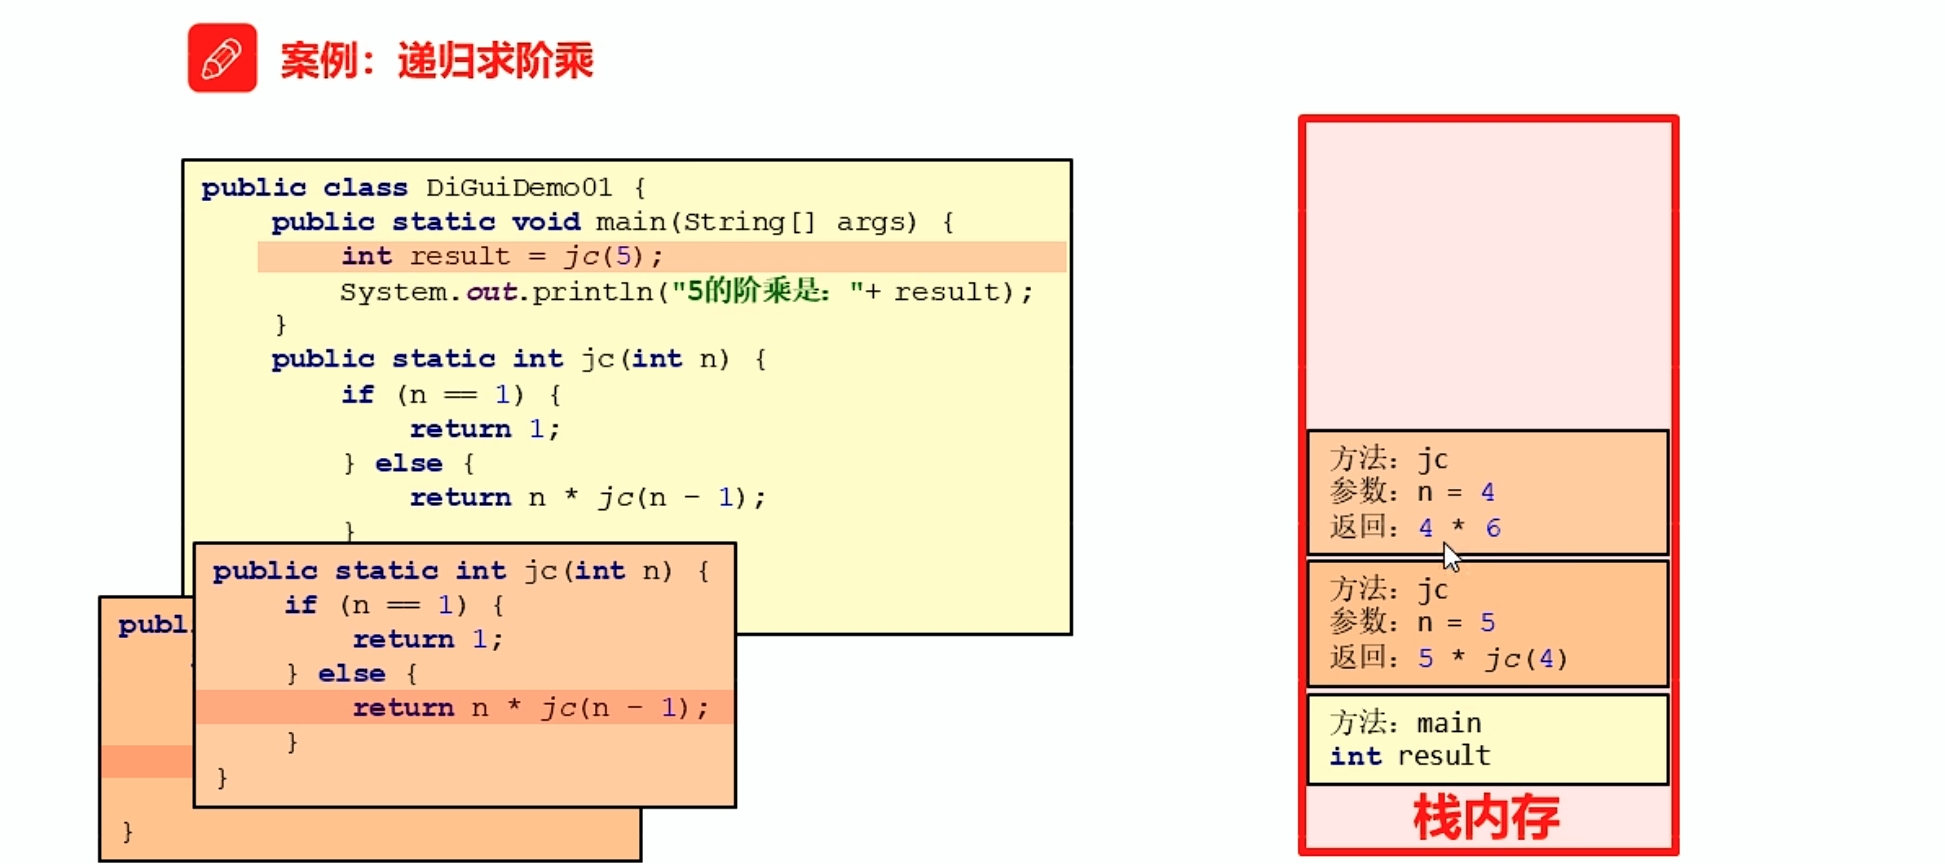 案例：递归求阶乘
public class DiGuiDemo01 {
public static void main(String[] args) {
int result = jc(5);
System.out.println("5的阶乘是："+ result);
}
public static int jc(int n) {
if (n == 1) {
return 1;
} else {
return n * jc(n - 1);
}
publ
}
public static int jc(int n) {
if (n == 1) {
return 1;
} else {
return n * jc(n - 1);
}
}
方法：jc
参数：n = 4
返回：4 * 6
方法：jc
参数：n = 5
返回：5 * jc(4)
方法：main
int result
栈内存